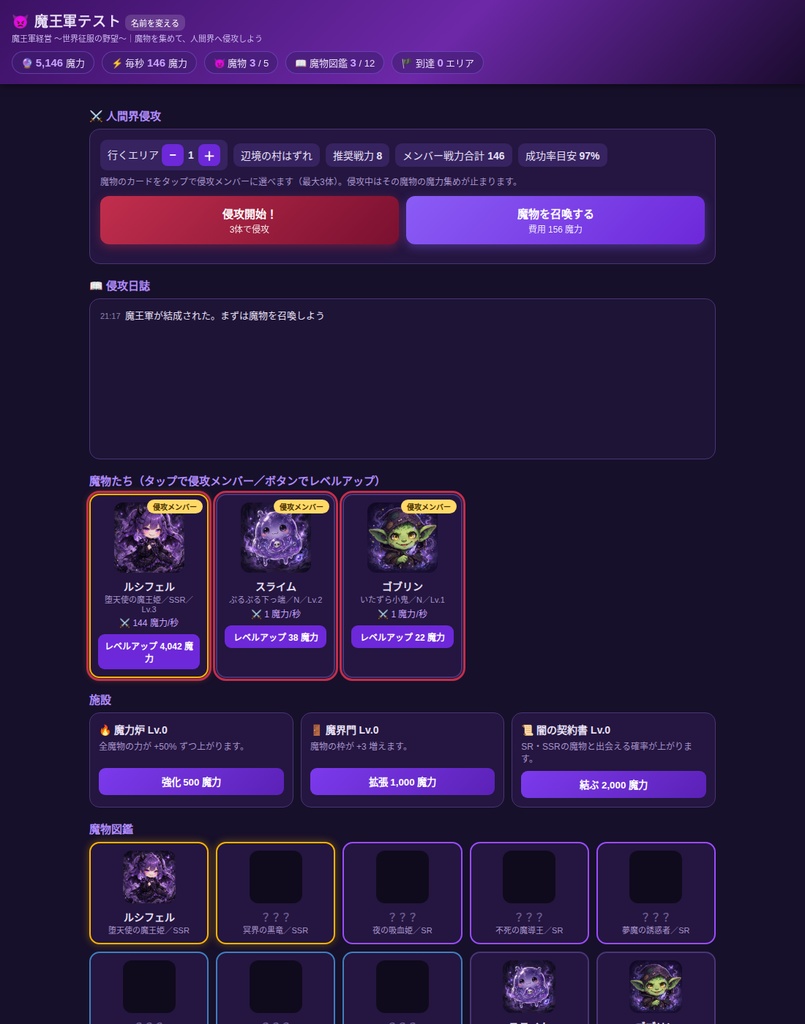 😈 魔王軍テスト 名前を変える
魔王軍経営 〜世界征服の野望〜｜魔物を集めて、人間界へ侵攻しよう
🔮 5,146 魔力 ⚡ 毎秒 146 魔力 😈 魔物 3 / 5 📖 魔物図鑑 3 / 12 🏴 到達 0 エリア
⚔️ 人間界侵攻
行くエリア − 1 ＋ 辺境の村はずれ 推奨戦力 8 メンバー戦力合計 146 成功率目安 97%
魔物のカードをタップで侵攻メンバーに選べます（最大3体）。侵攻中はその魔物の魔力集めが止まります。
侵攻開始！ 魔物を召喚する
3体で侵攻 費用 156 魔力
📖 侵攻日誌
21:17 魔王軍が結成された。まずは魔物を召喚しよう
魔物たち（タップで侵攻メンバー／ボタンでレベルアップ）
侵攻メンバー 侵攻メンバー 侵攻メンバー
ルシフェル スライム ゴブリン
堕天使の魔王姫／SSR／ ぷるぷる下っ端／N／Lv.2 いたずら小鬼／N／Lv.1
Lv.3
⚔️ 144 魔力/秒 ⚔️ 1 魔力/秒 ⚔️ 1 魔力/秒
レベルアップ 4,042 魔 レベルアップ 38 魔力 レベルアップ 22 魔力
力
施設
🔥 魔力炉 Lv.0 🚪 魔界門 Lv.0 📜 闇の契約書 Lv.0
全魔物の力が +50% ずつ上がります。 魔物の枠が +3 増えます。 SR・SSRの魔物と出会える確率が上がりま
す。
強化 500 魔力 拡張 1,000 魔力 結ぶ 2,000 魔力
魔物図鑑
ルシフェル ？？？ ？？？ ？？？ ？？？
堕天使の魔王姫／SSR 冥界の黒竜／SSR 夜の吸血姫／SR 不死の魔導王／SR 夢魔の誘惑者／SR